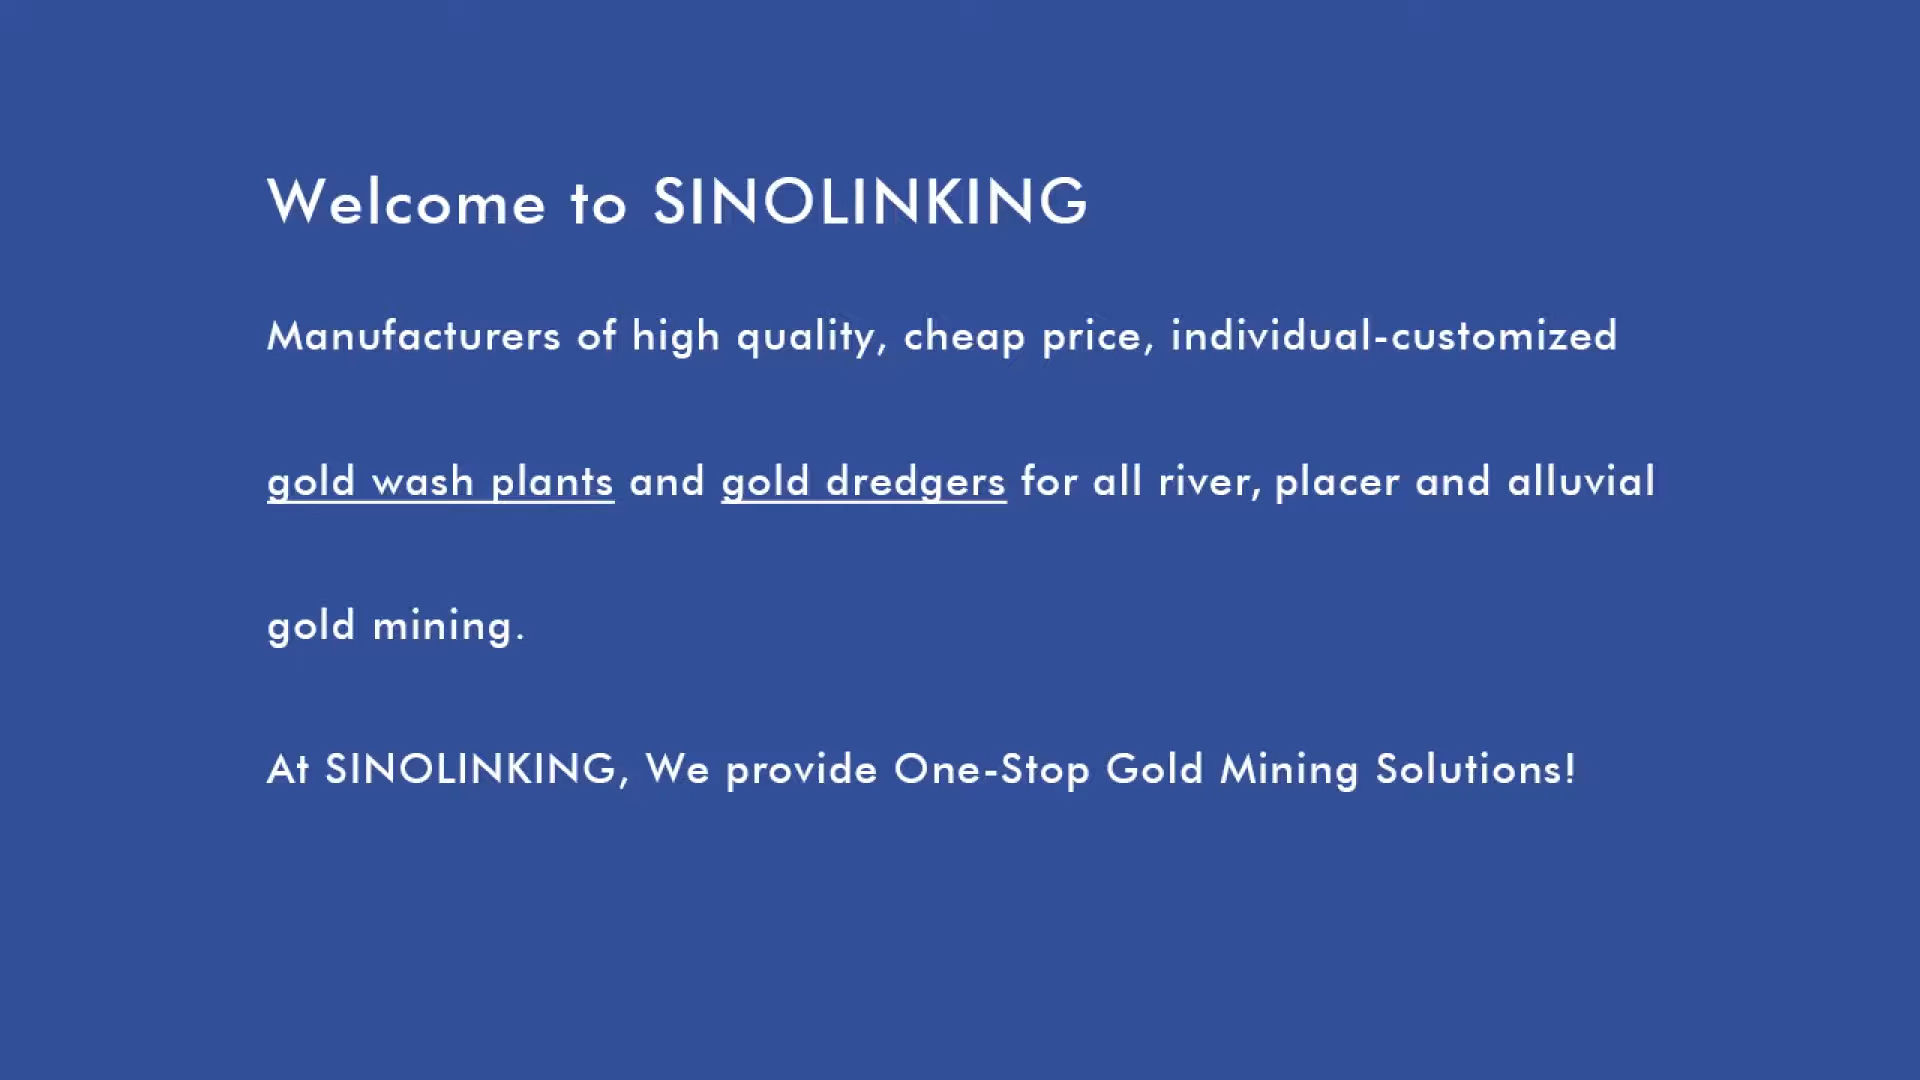 Welcome to SINOLINKING
Manufacturers of high quality, cheap price, individual-customized
gold wash plants and gold dredgers for all river, placer and alluvial
gold mining.
At SINOLINKING, We provide One-Stop Gold Mining Solutions!